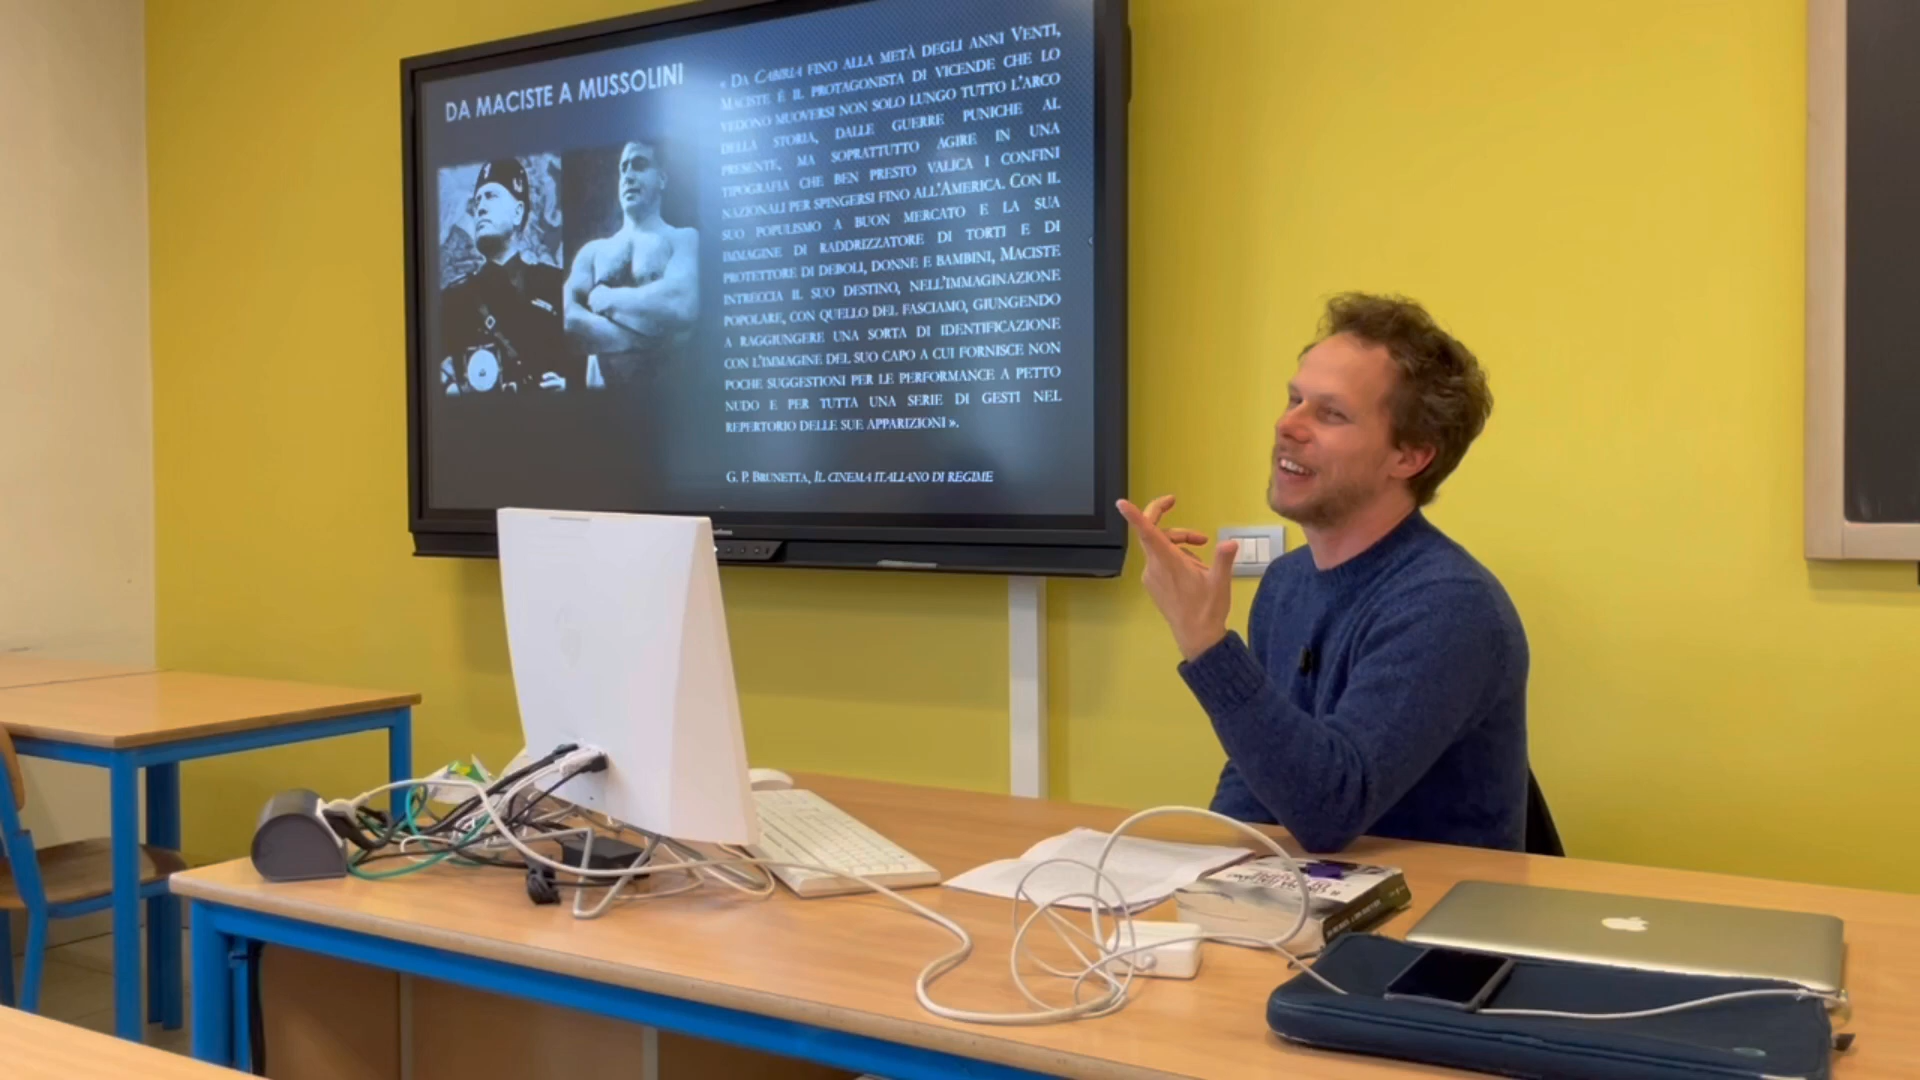 DA MACISTE A MUSSOLINI
« DA CABIRIA FINO ALLA METÀ DEGLI ANNI VENTI,
MACISTE È IL PROTAGONISTA DI VICENDE CHE LO
VEDONO MUOVERSI NON SOLO LUNGO TUTTO L'ARCO
DELLA STORIA, DALLE GUERRE PUNICHE AL
PRESENTE, MA SOPRATTUTTO AGIRE IN UNA
TIPOGRAFIA CHE BEN PRESTO VALICA I CONFINI
NAZIONALI PER SPINGERSI FINO ALL'AMERICA. CON IL
SUO POPULISMO A BUON MERCATO E LA SUA
IMMAGINE DI RADDRIZZATORE DI TORTI E DI
PROTETTORE DI DEBOLI, DONNE E BAMBINI, MACISTE
INTRECCIA IL SUO DESTINO, NELL'IMMAGINAZIONE
POPOLARE, CON QUELLO DEL FASCIAMO, GIUNGENDO
A RAGGIUNGERE UNA SORTA DI IDENTIFICAZIONE
CON L'IMMAGINE DEL SUO CAPO A CUI FORNISCE NON
POCHE SUGGESTIONI PER LE PERFORMANCE A PETTO
NUDO E PER TUTTA UNA SERIE DI GESTI NEL
REPERTORIO DELLE SUE APPARIZIONI ».
G. P. BRUNETTA, IL CINEMA ITALIANO DI REGIME